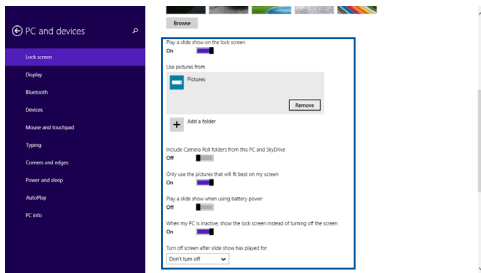 PC and devices
Lock screen
Display
Bluetooth
Devices
Mouse and touchpad
Typing
Corners and edges
Power and sleep
AutoPlay
PC info
Browse
Play a slide show on the lock screen
On
Use pictures from
Pictures
Remove
Add a folder
Include Camera Roll folders from this PC and SkyDrive
Off
Only use the pictures that will fit best on my screen
On
Play a slide show when using battery power
Off
When my PC is inactive, show the lock screen instead of turning off the screen
On
Turn off screen after slide show has played for
Don't turn off